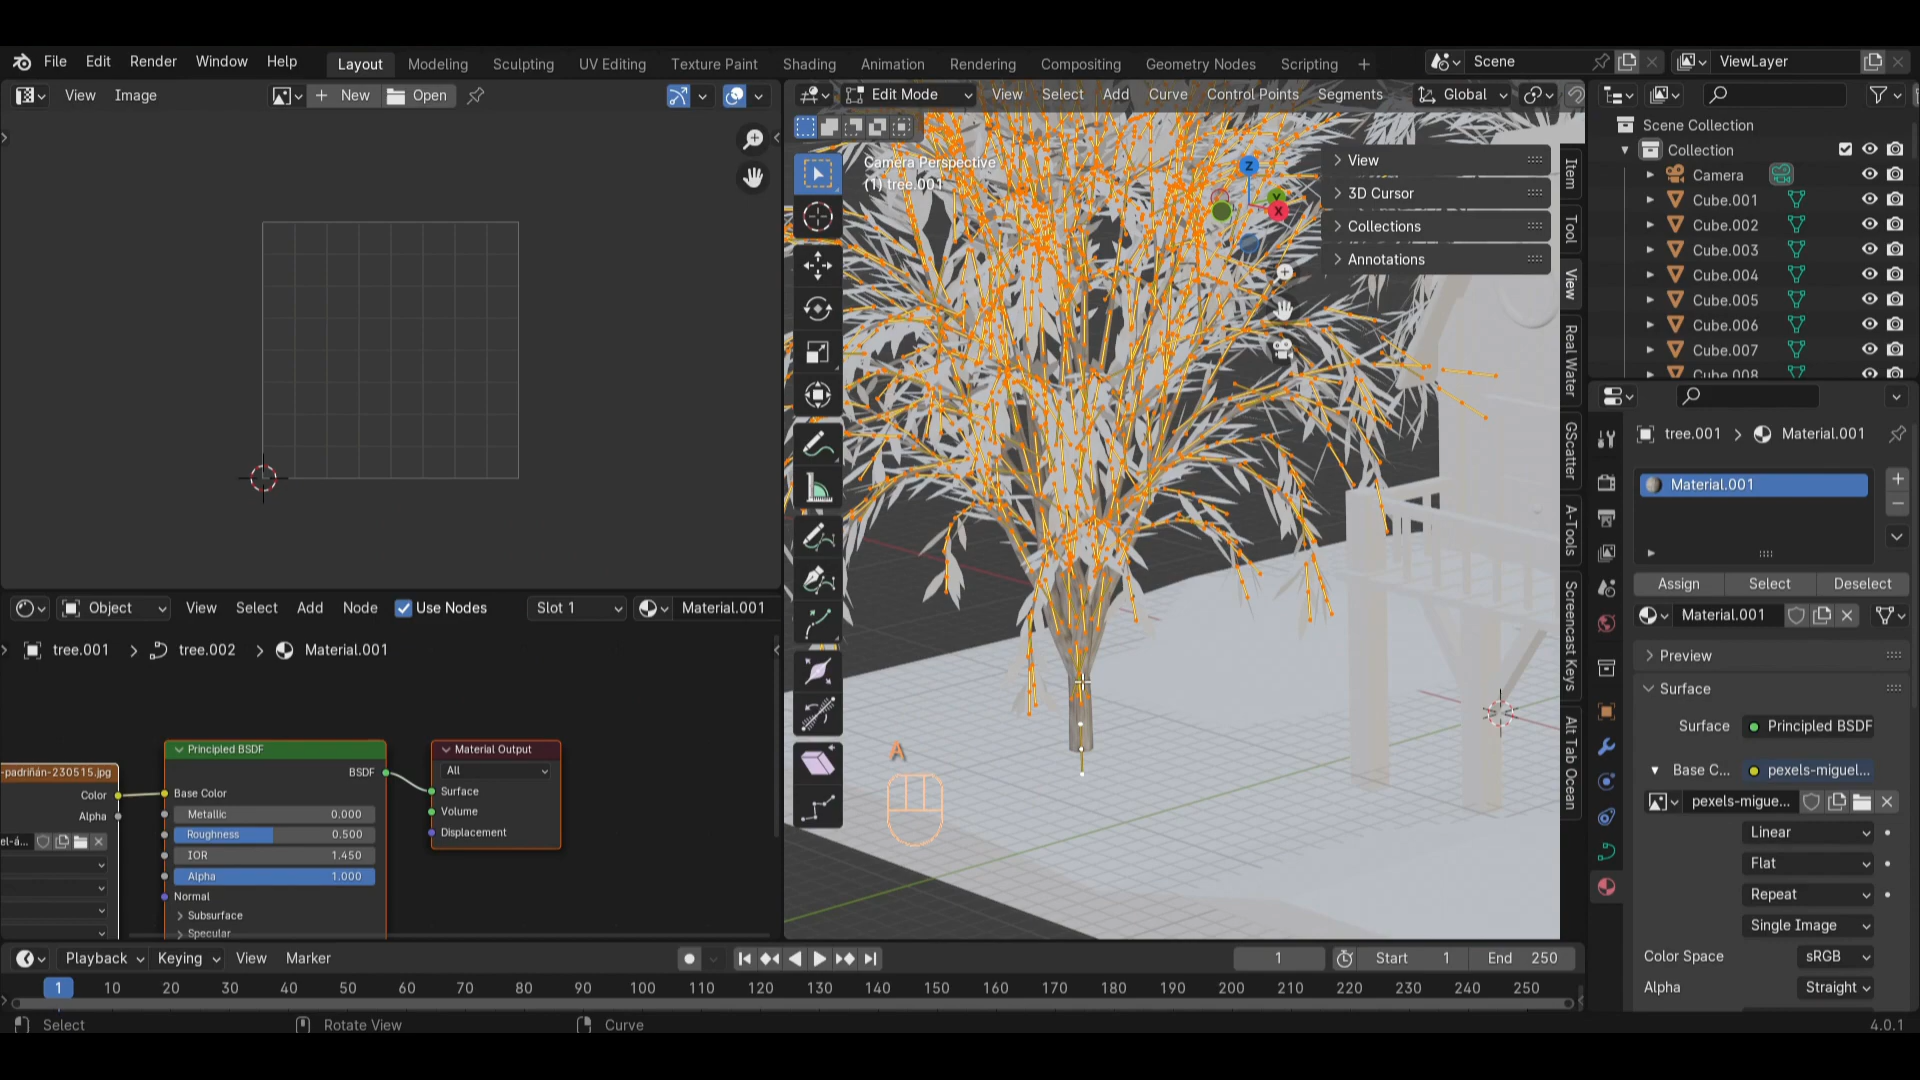 File Edit Render Window Help Layout Modeling Sculpting UV Editing Texture Paint Shading Animation Rendering Compositing Geometry Nodes Scripting + Scene ViewLayer
View Image + New Open
Edit Mode View Select Add Curve Control Points Segments Global
Camera Perspective
(1) tree.001
View
3D Cursor
Collections
Annotations
Z
Y
X
Item
Tool
View
Real Water
GScatter
A-Tools
Screencast Keys
Alt Tab Ocean
A
Scene Collection
Collection
Camera
Cube.001
Cube.002
Cube.003
Cube.004
Cube.005
Cube.006
Cube.007
Cube.008
tree.001 > Material.001
Material.001
Assign Select Deselect
Material.001
Preview
Surface
Surface Principled BSDF
Base C... pexels-miguel...
pexels-migue...
Linear
Flat
Repeat
Single Image
Color Space sRGB
Alpha Straight
Object View Select Add Node Use Nodes Slot 1 Material.001
tree.001 > tree.002 > Material.001
-padriñán-230515.jpg
Color
Alpha
el-á...
Principled BSDF
BSDF
Base Color
Metallic 0.000
Roughness 0.500
IOR 1.450
Alpha 1.000
Normal
Subsurface
Specular
Material Output
All
Surface
Volume
Displacement
Playback Keying View Marker 1 Start 1 End 250
1 10 20 30 40 50 60 70 80 90 100 110 120 130 140 150 160 170 180 190 200 210 220 230 240 250
Select Rotate View Curve 4.0.1